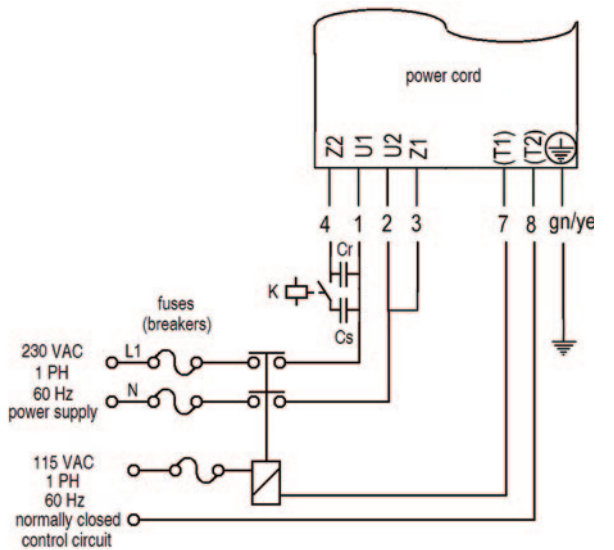 power cord
Z2 U1 U2 Z1 (T1) (T2)
4 1 2 3 7 8 gn/ye
Cr
K
Cs
fuses
(breakers)
230 VAC
1 PH
60 Hz
power supply
L1
N
115 VAC
1 PH
60 Hz
normally closed
control circuit